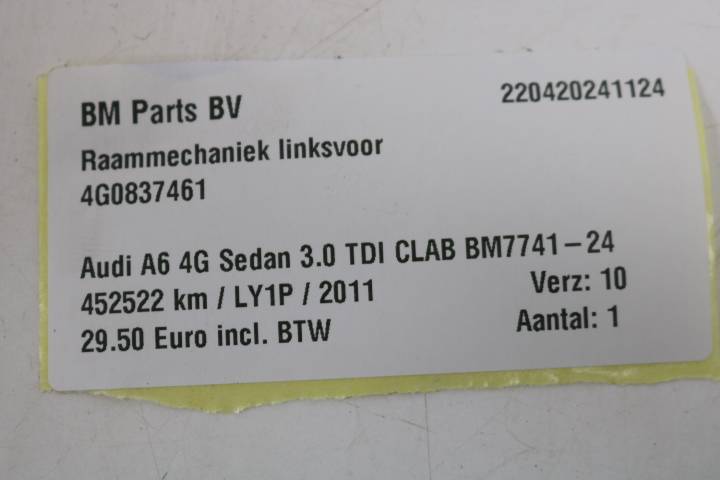 BM Parts BV 220420241124
Raammechaniek linksvoor
4G0837461
Audi A6 4G Sedan 3.0 TDI CLAB BM7741-24
452522 km / LY1P / 2011 Verz: 10
29.50 Euro incl. BTW Aantal: 1